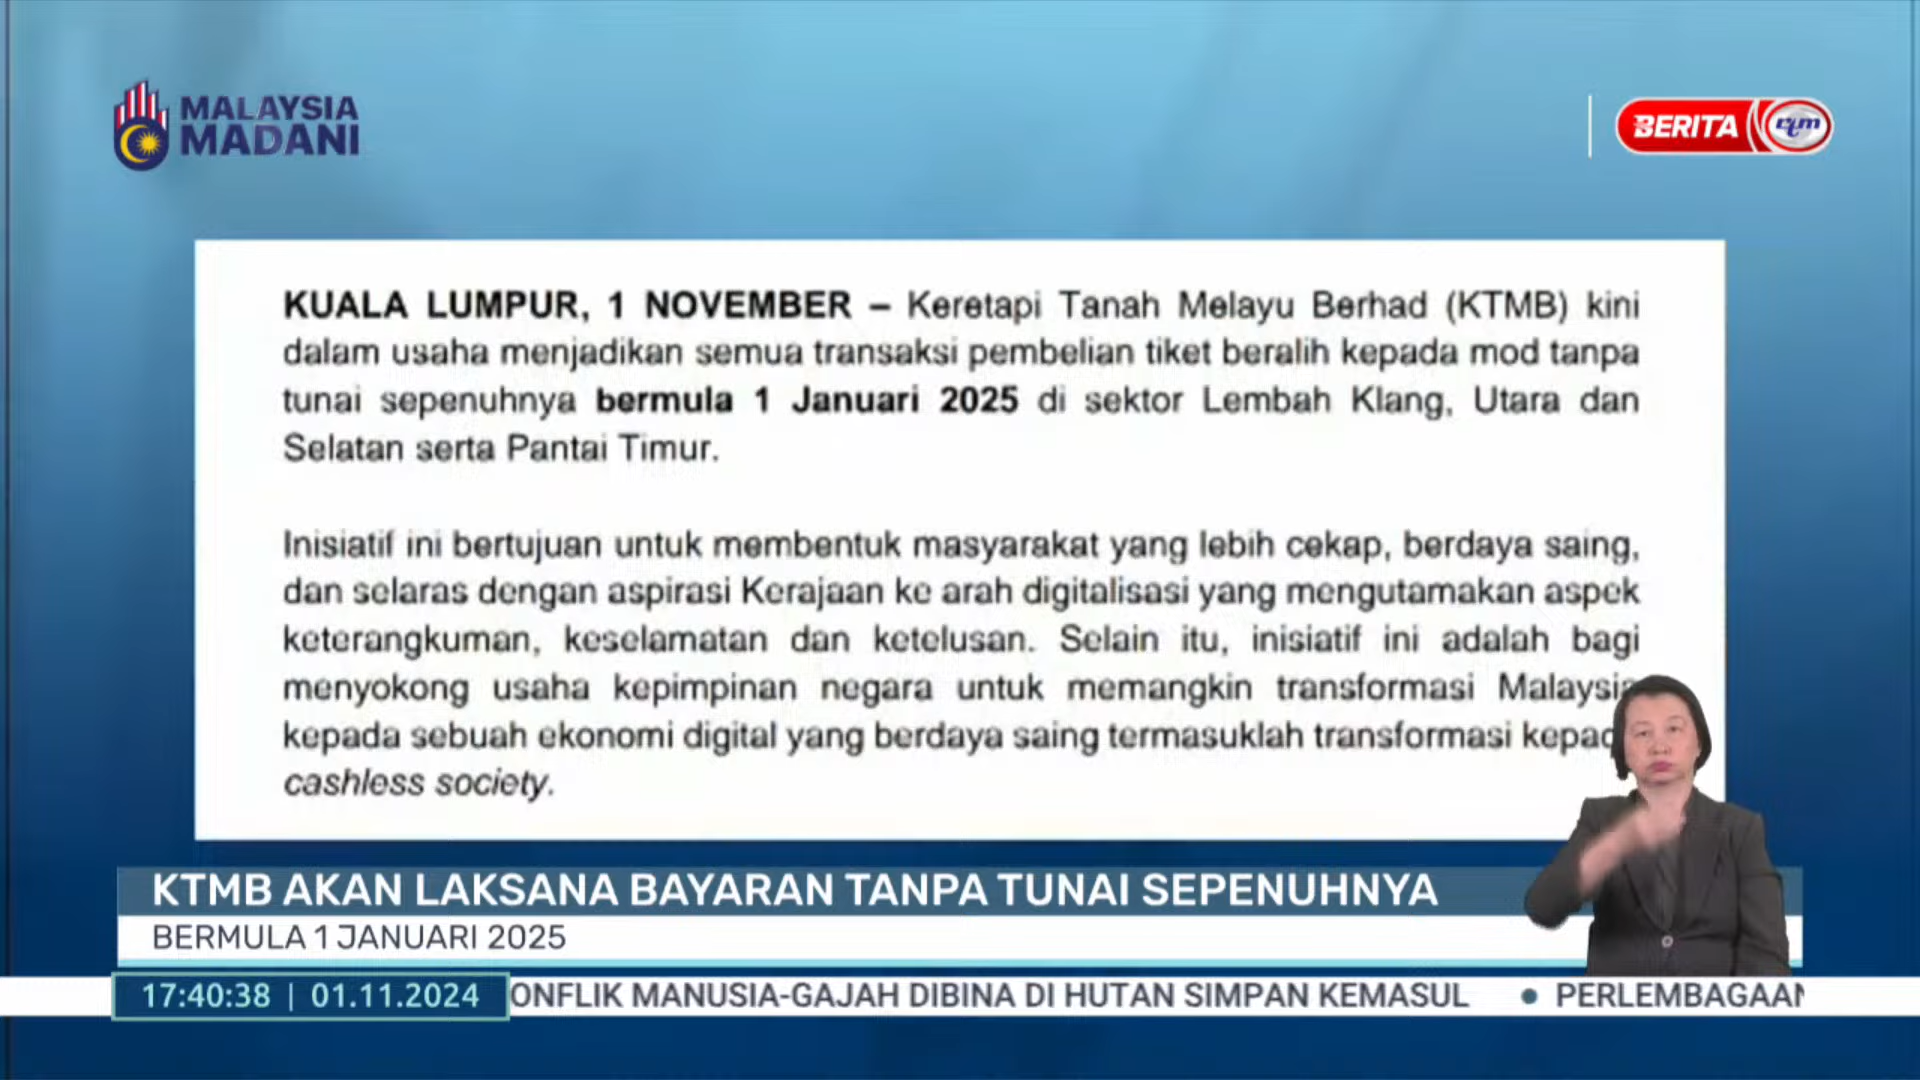 MALAYSIA
MADANI
BERITA rtm
KUALA LUMPUR, 1 NOVEMBER – Keretapi Tanah Melayu Berhad (KTMB) kini
dalam usaha menjadikan semua transaksi pembelian tiket beralih kepada mod tanpa
tunai sepenuhnya bermula 1 Januari 2025 di sektor Lembah Klang, Utara dan
Selatan serta Pantai Timur.
Inisiatif ini bertujuan untuk membentuk masyarakat yang lebih cekap, berdaya saing,
dan selaras dengan aspirasi Kerajaan ke arah digitalisasi yang mengutamakan aspek
keterangkuman, keselamatan dan ketelusan. Selain itu, inisiatif ini adalah bagi
menyokong usaha kepimpinan negara untuk memangkin transformasi Malaysia
kepada sebuah ekonomi digital yang berdaya saing termasuklah transformasi
cashless society.
KTMB AKAN LAKSANA BAYARAN TANPA TUNAI SEPENUHNYA
BERMULA 1 JANUARI 2025
17:40:38 | 01.11.2024 ONFLIK MANUSIA-GAJAH DIBINA DI HUTAN SIMPAN KEMASUL • PERLEMBAGAAN